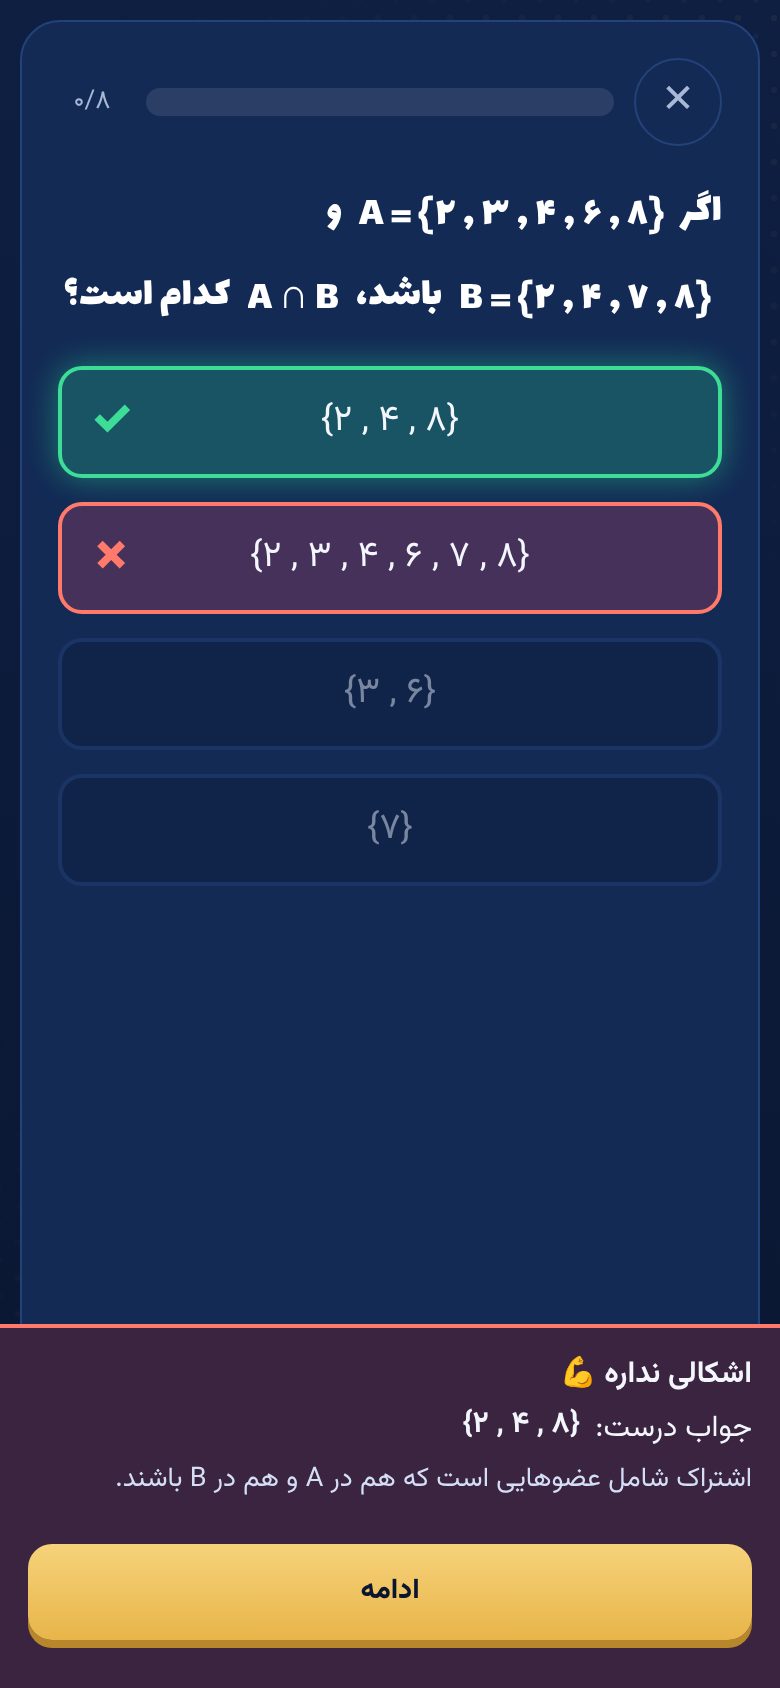 ۰/۸
اگر A = {۲ , ۳ , ۴ , ۶ , ۸} و
B = {۲ , ۴ , ۷ , ۸} باشد، A ∩ B کدام است؟
{۲ , ۴ , ۸}
{۲ , ۳ , ۴ , ۶ , ۷ , ۸}
{۳ , ۶}
{۷}
اشکالی نداره 💪
جواب درست: {۲ , ۴ , ۸}
اشتراک شامل عضوهایی است که هم در A و هم در B باشند.
ادامه